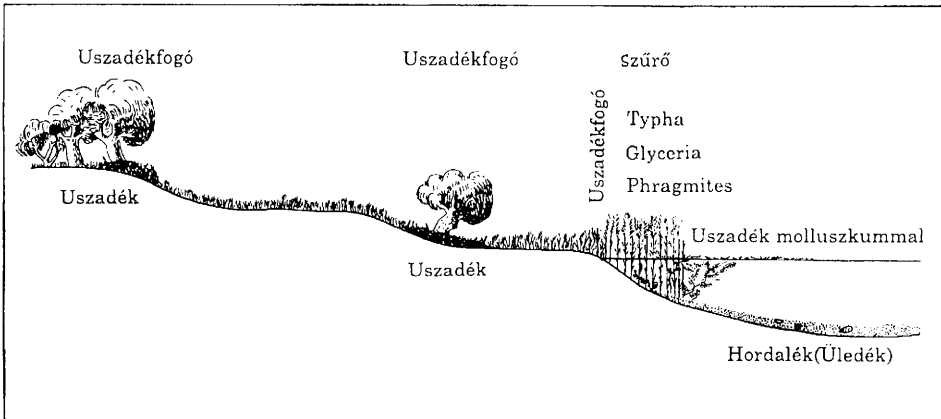 Uszadékfogó
Uszadékfogó
Szűrő
Uszadékfogó
Typha
Glyceria
Phragmites
Uszadék
Uszadék molluszkummal
Uszadék
Hordalék(Üledék)